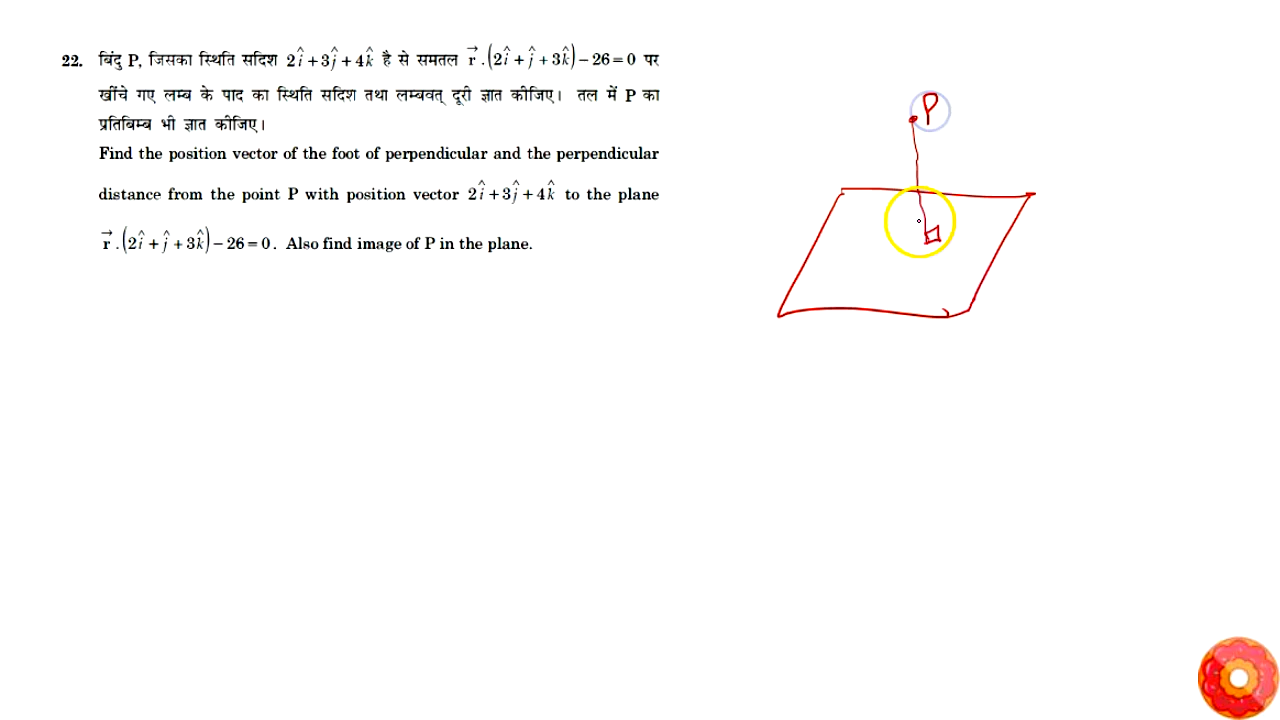 22. बिंदु P, जिसका स्थिति सदिश 2î + 3ĵ + 4k̂ है से समतल r⃗ . (2î + ĵ + 3k̂) − 26 = 0 पर
खींचे गए लम्ब के पाद का स्थिति सदिश तथा लम्बवत् दूरी ज्ञात कीजिए। तल में P का
प्रतिबिम्ब भी ज्ञात कीजिए।
Find the position vector of the foot of perpendicular and the perpendicular
distance from the point P with position vector 2î + 3ĵ + 4k̂ to the plane
r⃗ . (2î + ĵ + 3k̂) − 26 = 0. Also find image of P in the plane.
P